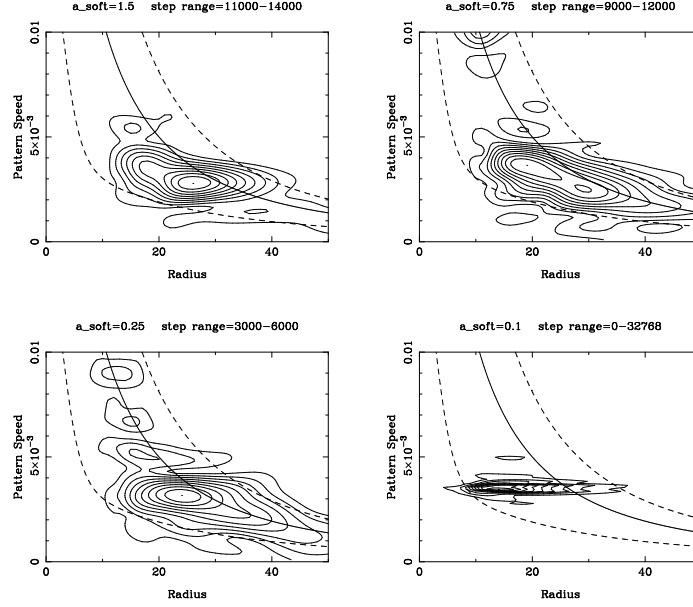 a_soft=1.5 step range=11000-14000
a_soft=0.75 step range=9000-12000
0.01
5×10⁻³
0
Pattern Speed
0 20 40
Radius
0.01
5×10⁻³
0
Pattern Speed
0 20 40
Radius
a_soft=0.25 step range=3000-6000
a_soft=0.1 step range=0-32768
0.01
5×10⁻³
0
Pattern Speed
0 20 40
Radius
0.01
5×10⁻³
0
Pattern Speed
0 20 40
Radius